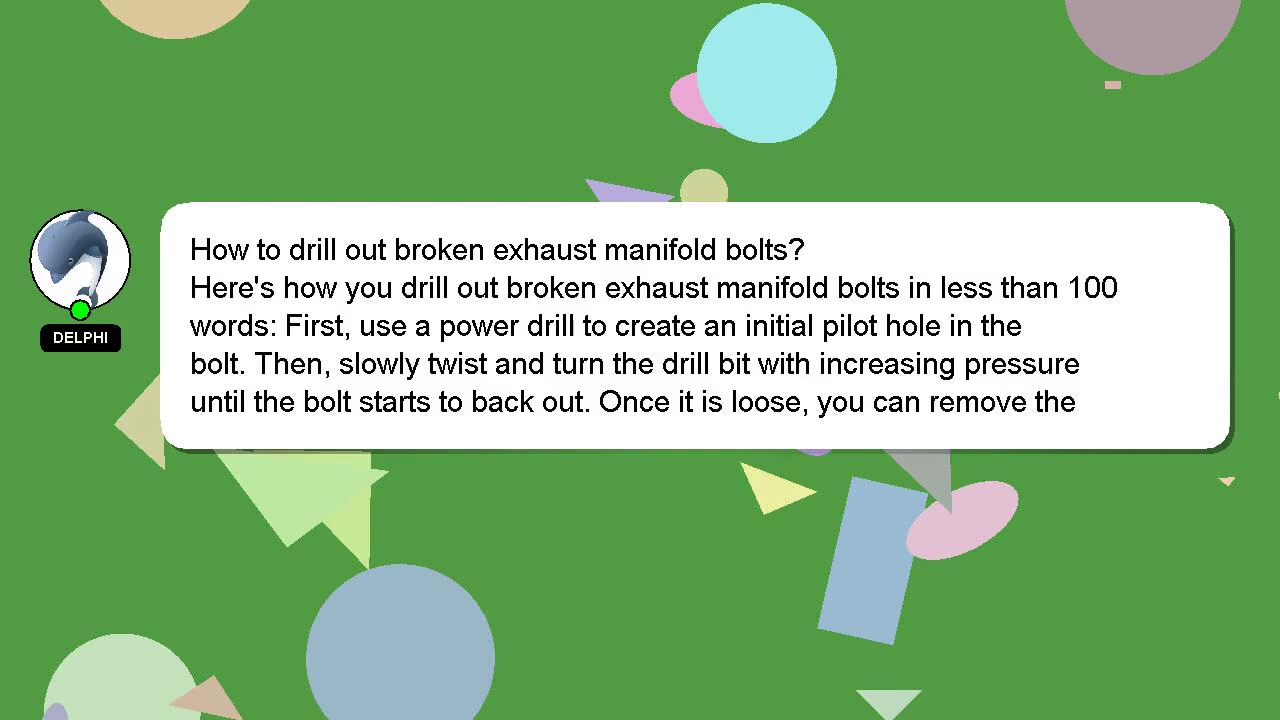 How to drill out broken exhaust manifold bolts?
Here's how you drill out broken exhaust manifold bolts in less than 100
words: First, use a power drill to create an initial pilot hole in the
bolt. Then, slowly twist and turn the drill bit with increasing pressure
until the bolt starts to back out. Once it is loose, you can remove the
DELPHI